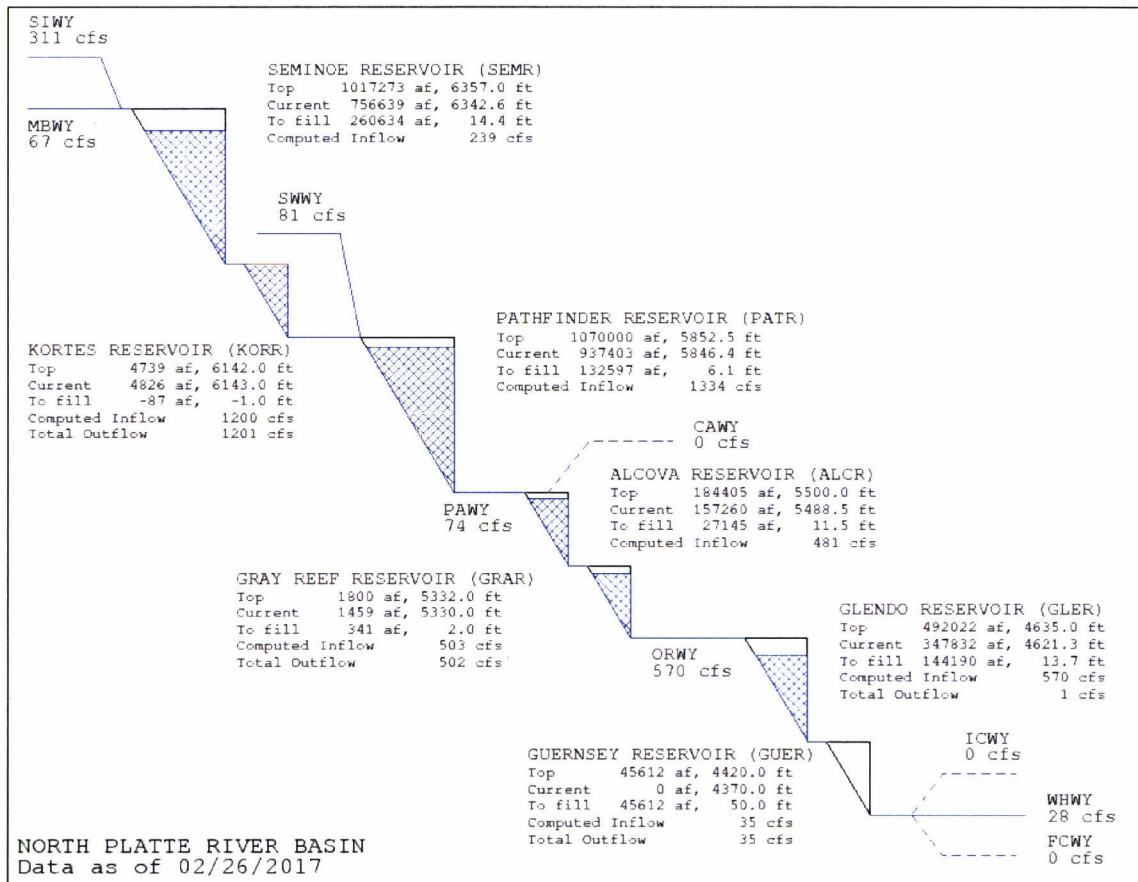 SIWY
311 cfs
SEMINOE RESERVOIR (SEMR)
Top 1017273 af, 6357.0 ft
Current 756639 af, 6342.6 ft
To fill 260634 af, 14.4 ft
Computed Inflow 239 cfs
MBWY
67 cfs
SWWY
81 cfs
PATHFINDER RESERVOIR (PATR)
Top 1070000 af, 5852.5 ft
Current 937403 af, 5846.4 ft
To fill 132597 af, 6.1 ft
Computed Inflow 1334 cfs
KORTES RESERVOIR (KORR)
Top 4739 af, 6142.0 ft
Current 4826 af, 6143.0 ft
To fill -87 af, -1.0 ft
Computed Inflow 1200 cfs
Total Outflow 1201 cfs
CAWY
0 cfs
ALCOVA RESERVOIR (ALCR)
Top 184405 af, 5500.0 ft
Current 157260 af, 5488.5 ft
To fill 27145 af, 11.5 ft
Computed Inflow 481 cfs
PAWY
74 cfs
GRAY REEF RESERVOIR (GRAR)
Top 1800 af, 5332.0 ft
Current 1459 af, 5330.0 ft
To fill 341 af, 2.0 ft
Computed Inflow 503 cfs
Total Outflow 502 cfs
GLENDO RESERVOIR (GLER)
Top 492022 af, 4635.0 ft
Current 347832 af, 4621.3 ft
To fill 144190 af, 13.7 ft
Computed Inflow 570 cfs
Total Outflow 1 cfs
ORWY
570 cfs
GUERNSEY RESERVOIR (GUER)
Top 45612 af, 4420.0 ft
Current 0 af, 4370.0 ft
To fill 45612 af, 50.0 ft
Computed Inflow 35 cfs
Total Outflow 35 cfs
ICWY
0 cfs
WHWY
28 cfs
FCWY
0 cfs
NORTH PLATTE RIVER BASIN
Data as of 02/26/2017